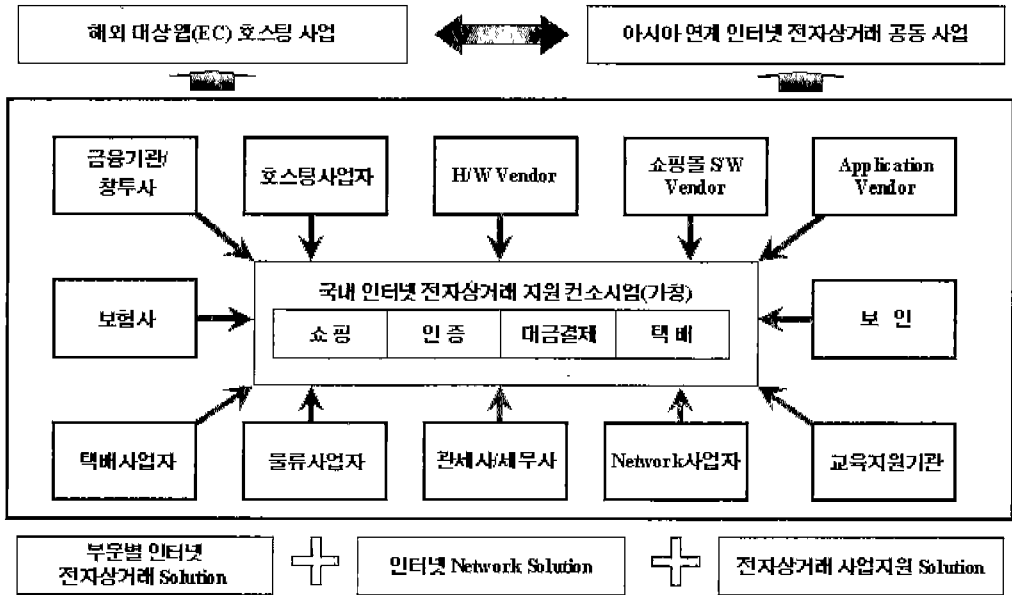 해외 대상웹(EC) 호스팅 사업
아시아 연계 인터넷 전자상거래 공동 사업
금융기관/
창투사
호스팅사업자
H/W Vendor
쇼핑몰 S/W
Vendor
Application
Vendor
국내 인터넷 전자상거래 지원 컨소시엄(가칭)
보험사
쇼 핑
인 증
대금결제
택 배
보 인
택배사업자
물류사업자
관세사/세무사
Network사업자
교육지원기관
부문별 인터넷
전자상거래 Solution
인터넷 Network Solution
전자상거래 사업지원 Solution